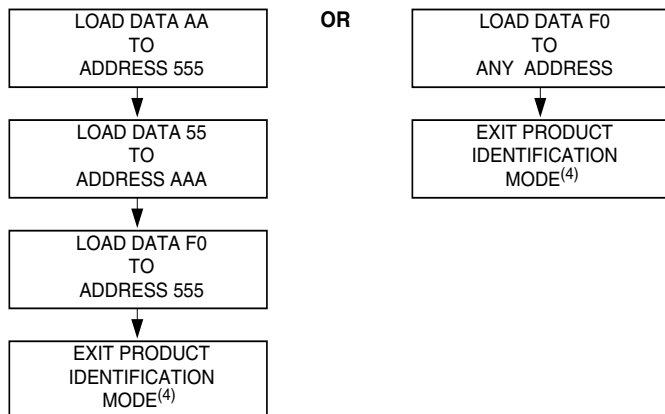 LOAD DATA AA
TO
ADDRESS 555
LOAD DATA 55
TO
ADDRESS AAA
LOAD DATA F0
TO
ADDRESS 555
EXIT PRODUCT
IDENTIFICATION
MODE(4)
OR
LOAD DATA F0
TO
ANY ADDRESS
EXIT PRODUCT
IDENTIFICATION
MODE(4)